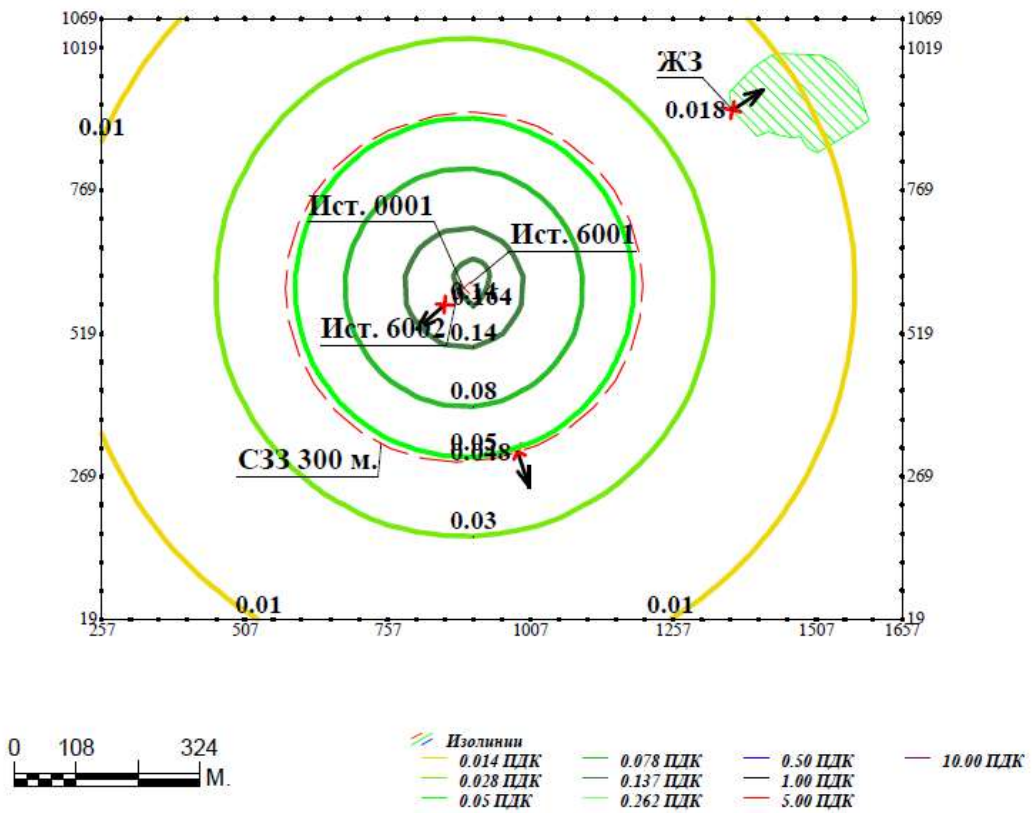 1069
1069
1019
1019
ЖЗ
0.018
0.01
769
769
Ист. 0001
Ист. 6001
0.14
0.164
519
519
Ист. 6002
0.14
0.08
0.05
0.048
СЗЗ 300 м.
269
269
0.03
0.01
0.01
19
19
257
507
757
1007
1257
1507
1657
0
108
324
М.
Изолинии
0.014 ПДК
0.078 ПДК
0.50 ПДК
10.00 ПДК
0.028 ПДК
0.137 ПДК
1.00 ПДК
0.05 ПДК
0.262 ПДК
5.00 ПДК